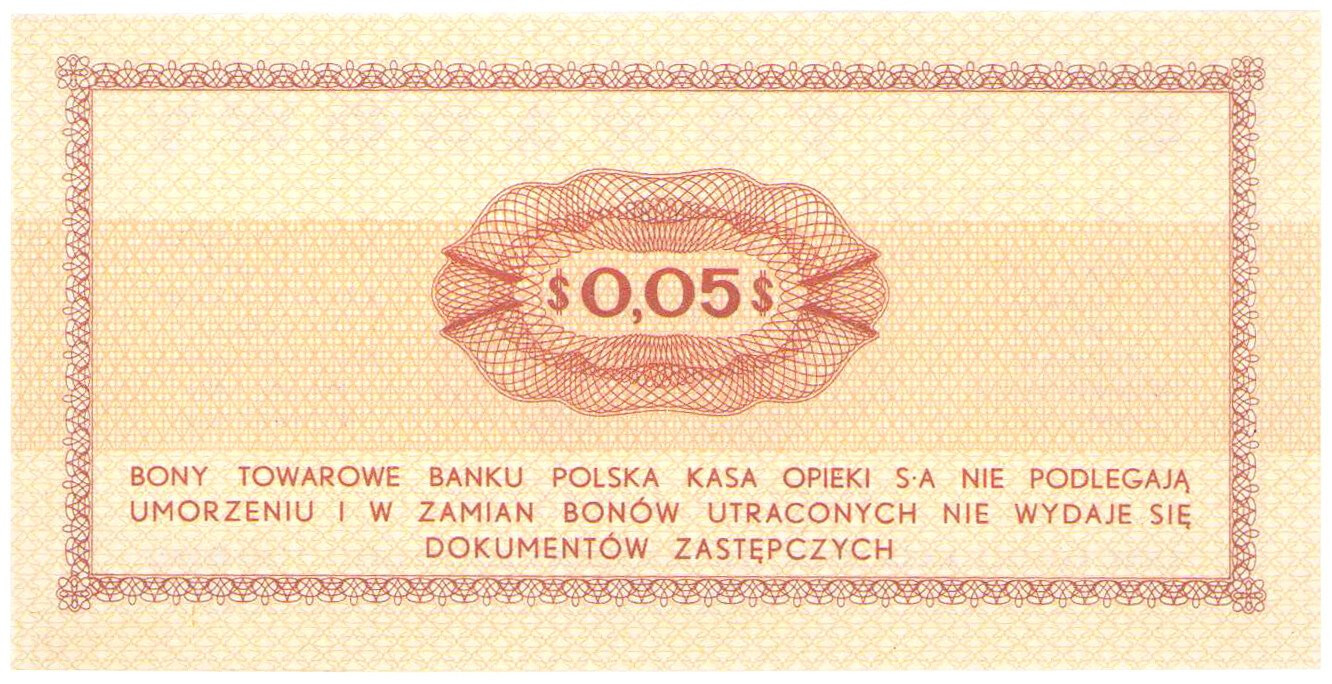 $0,05$
BONY TOWAROWE BANKU POLSKA KASA OPIEKI S·A NIE PODLEGAJĄ
UMORZENIU I W ZAMIAN BONÓW UTRACONYCH NIE WYDAJE SIĘ
DOKUMENTÓW ZASTĘPCZYCH